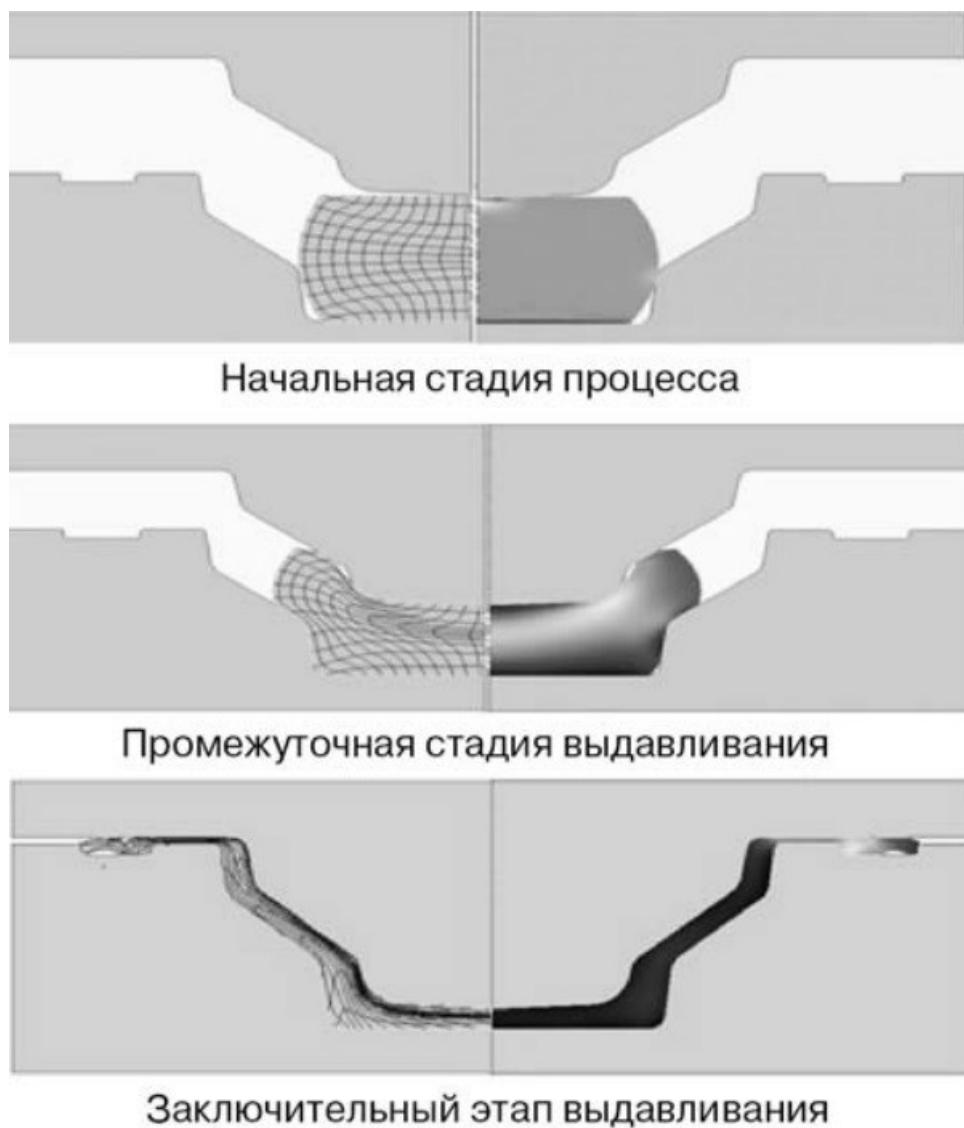 Начальная стадия процесса
Промежуточная стадия выдавливания
Заключительный этап выдавливания